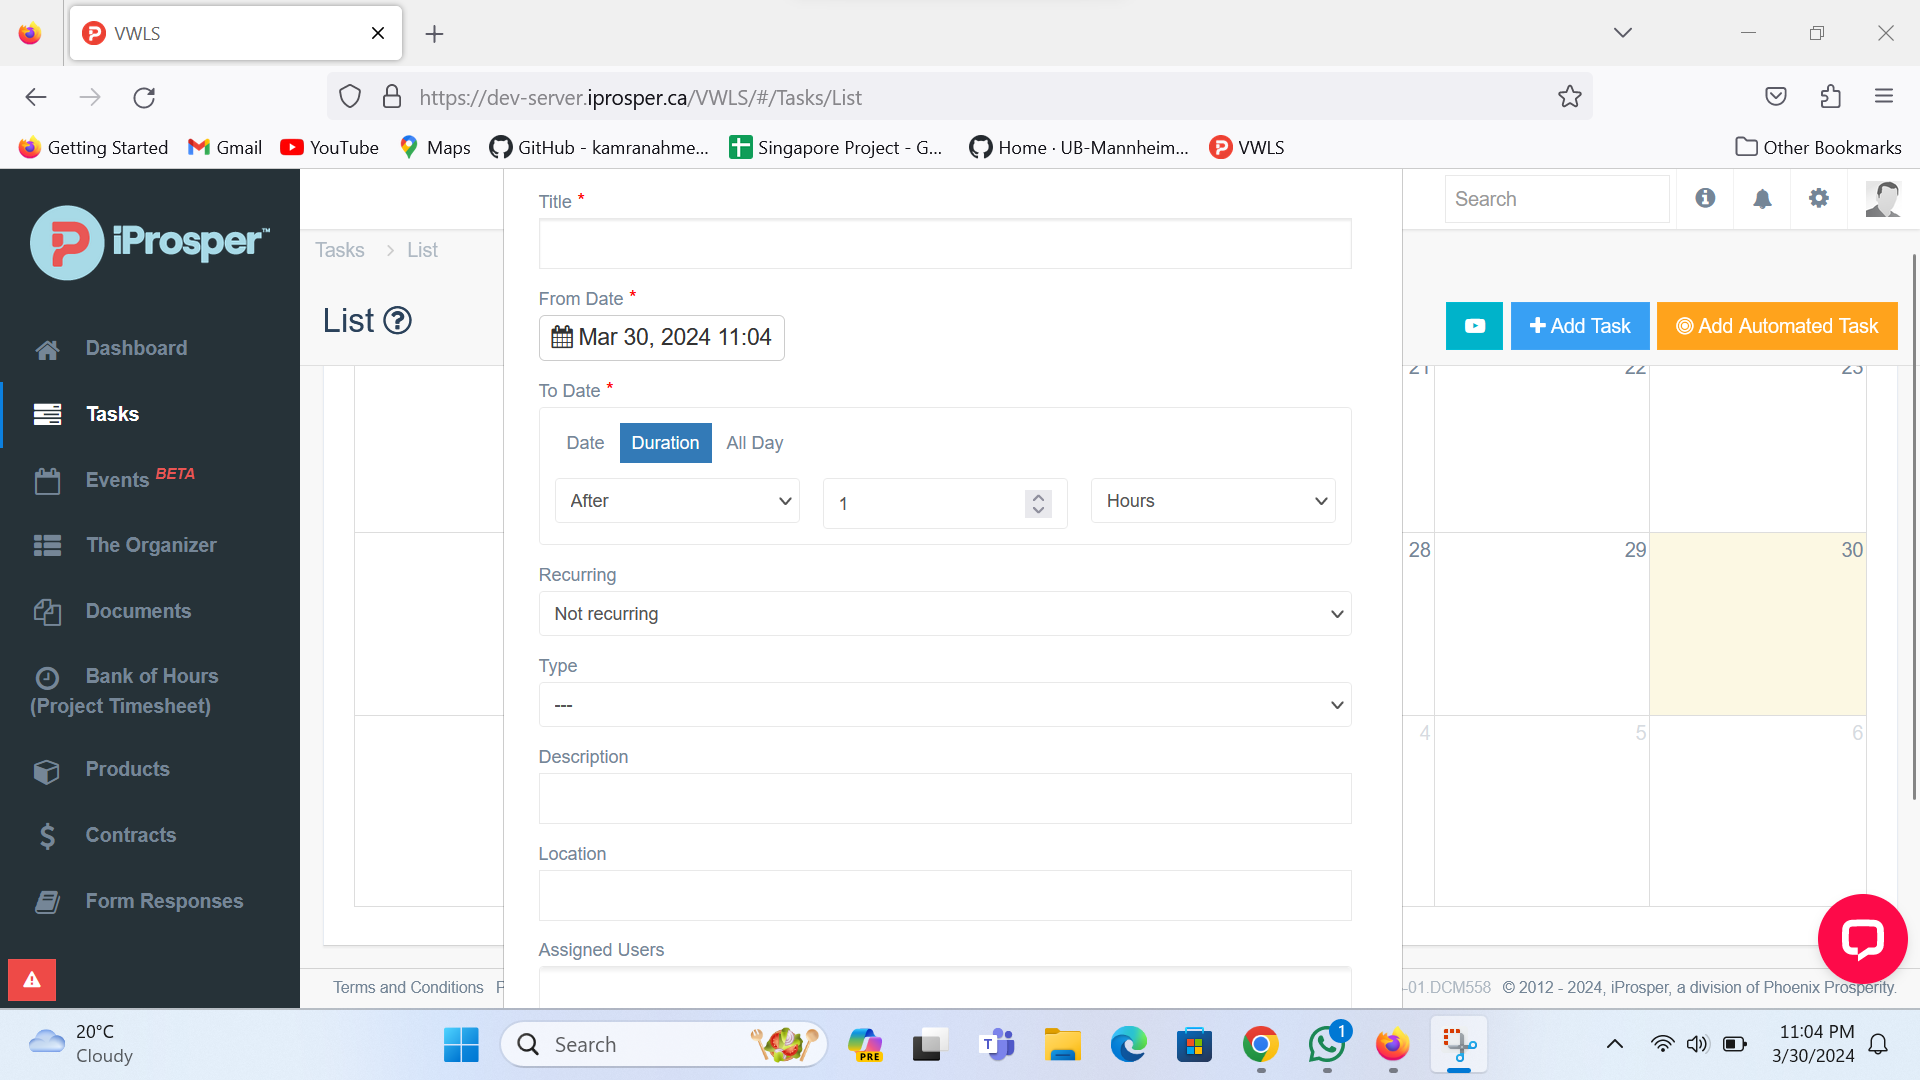 VWLS
https://dev-server.iprosper.ca/VWLS/#/Tasks/List
Getting Started
Gmail
YouTube
Maps
GitHub - kamranahme...
Singapore Project - G...
Home · UB-Mannheim...
VWLS
Other Bookmarks
iProsper™
Dashboard
Tasks
Events BETA
The Organizer
Documents
Bank of Hours
(Project Timesheet)
Products
Contracts
Form Responses
Search
Tasks > List
List
Add Task
Add Automated Task
Title *
From Date *
Mar 30, 2024 11:04
To Date *
Date
Duration
All Day
After
1
Hours
Recurring
Not recurring
Type
---
Description
Location
Assigned Users
21
22
23
28
29
30
4
5
6
Terms and Conditions
-01.DCM558
© 2012 - 2024, iProsper, a division of Phoenix Prosperity.
20°C
Cloudy
Search
PRE
1
11:04 PM
3/30/2024